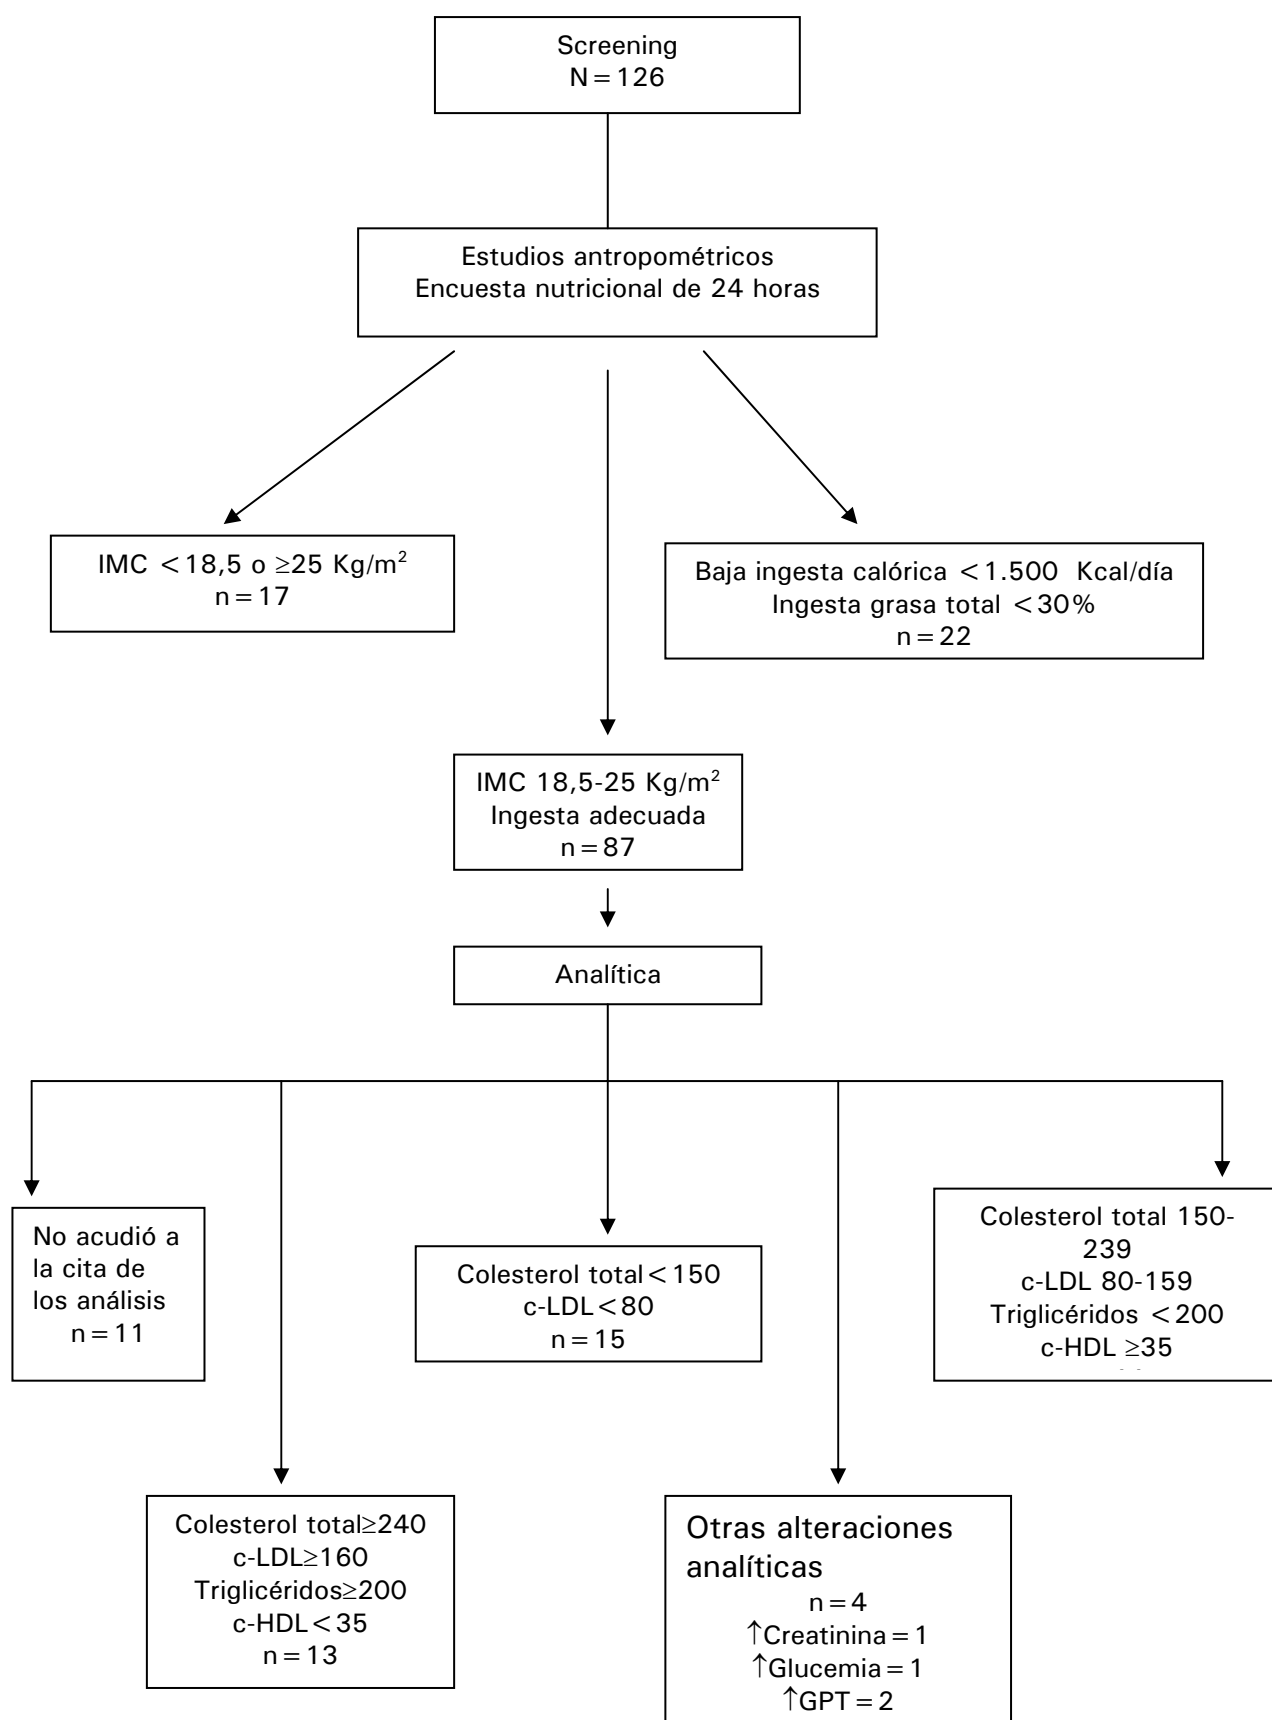 Screening
N = 126
Estudios antropométricos
Encuesta nutricional de 24 horas
IMC < 18,5 o ≥25 Kg/m²
n = 17
Baja ingesta calórica < 1.500 Kcal/día
Ingesta grasa total < 30%
n = 22
IMC 18,5-25 Kg/m²
Ingesta adecuada
n = 87
Analítica
No acudió a
la cita de
los análisis
n = 11
Colesterol total < 150
c-LDL < 80
n = 15
Colesterol total 150-
239
c-LDL 80-159
Triglicéridos < 200
c-HDL ≥35
Colesterol total≥240
c-LDL≥160
Triglicéridos≥200
c-HDL < 35
n = 13
Otras alteraciones
analíticas
n = 4
↑Creatinina = 1
↑Glucemia = 1
↑GPT = 2